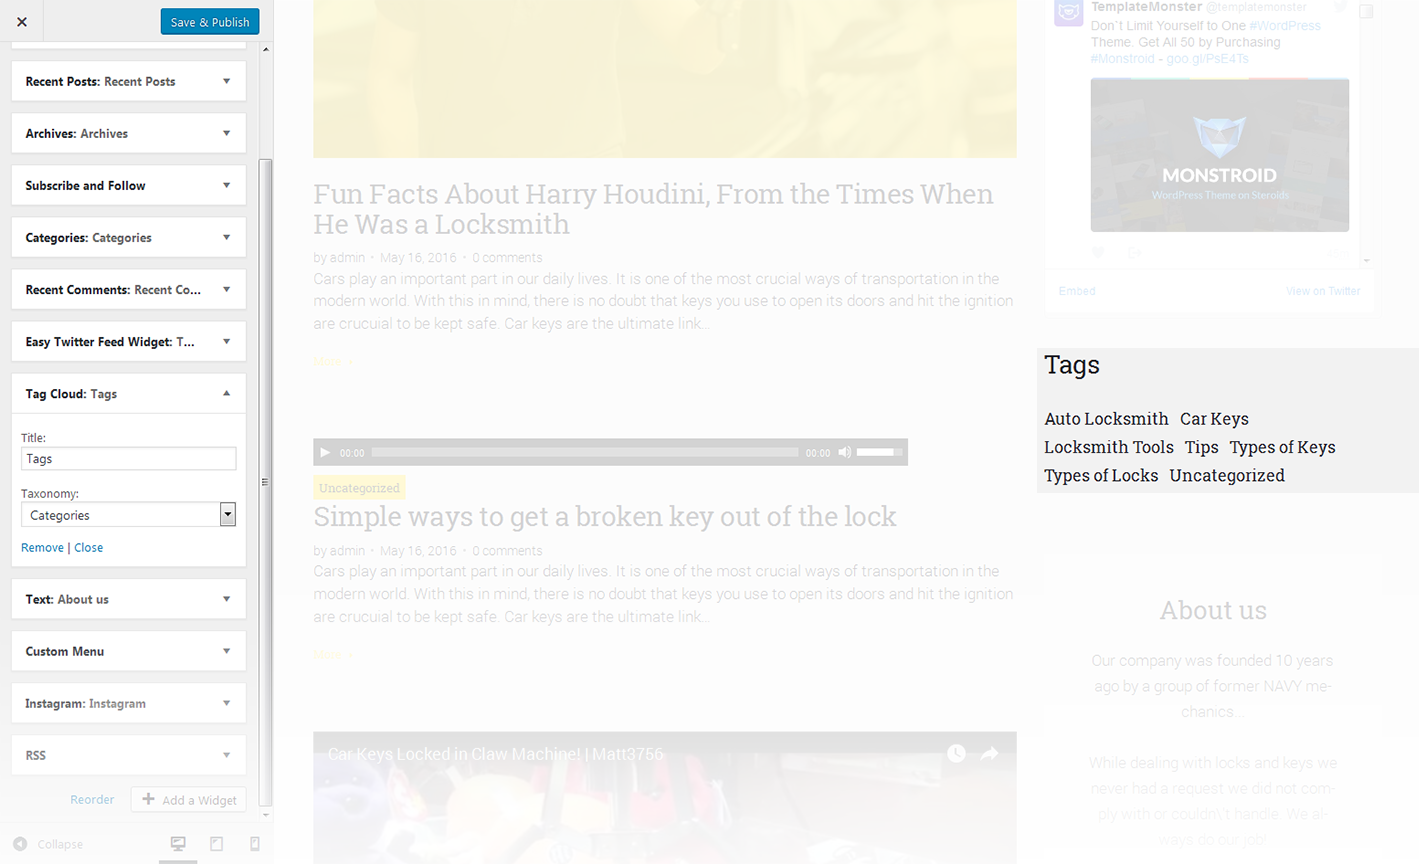 Save & Publish
Recent Posts: Recent Posts
Archives: Archives
Subscribe and Follow
Categories: Categories
Recent Comments: Recent Co...
Easy Twitter Feed Widget: T...
Tag Cloud: Tags
Title:
Tags
Taxonomy:
Categories
Remove | Close
Text: About us
Custom Menu
Instagram: Instagram
RSS
Reorder
Add a Widget
Collapse
Fun Facts About Harry Houdini, From the Times When
He Was a Locksmith
by admin • May 16, 2016 • 0 comments
Cars play an important part in our daily lives. It is one of the most crucial ways of transportation in the
modern world. With this in mind, there is no doubt that keys you use to open its doors and hit the ignition
are crucuial to be kept safe. Car keys are the ultimate link...
More
00:00
00:00
Uncategorized
Simple ways to get a broken key out of the lock
by admin • May 16, 2016 • 0 comments
Cars play an important part in our daily lives. It is one of the most crucial ways of transportation in the
modern world. With this in mind, there is no doubt that keys you use to open its doors and hit the ignition
are crucuial to be kept safe. Car keys are the ultimate link...
More
Car Keys Locked in Claw Machine! | Matt3756
TemplateMonster @templatemonster
Don`t Limit Yourself to One #WordPress
Theme. Get All 50 by Purchasing
#Monstroid - goo.gl/PsE4Ts
MONSTROID
WordPress Theme on Steroids
Embed
View on Twitter
Tags
Auto Locksmith Car Keys
Locksmith Tools Tips Types of Keys
Types of Locks Uncategorized
About us
Our company was founded 10 years
ago by a group of former NAVY me-
chanics...
While dealing with locks and keys we
never had a request we did not com-
ply with or couldn\'t handle. We al-
ways do our job!